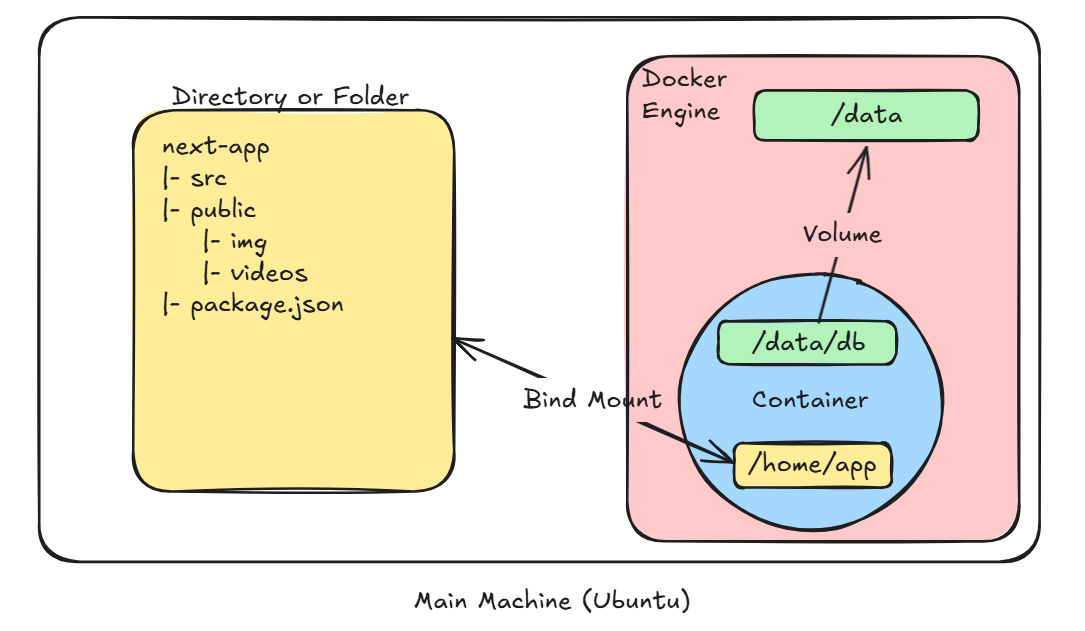 Directory or Folder
next-app
|- src
|- public
|- img
|- videos
|- package.json
Docker
Engine
/data
Volume
/data/db
Container
Bind Mount
/home/app
Main Machine (Ubuntu)